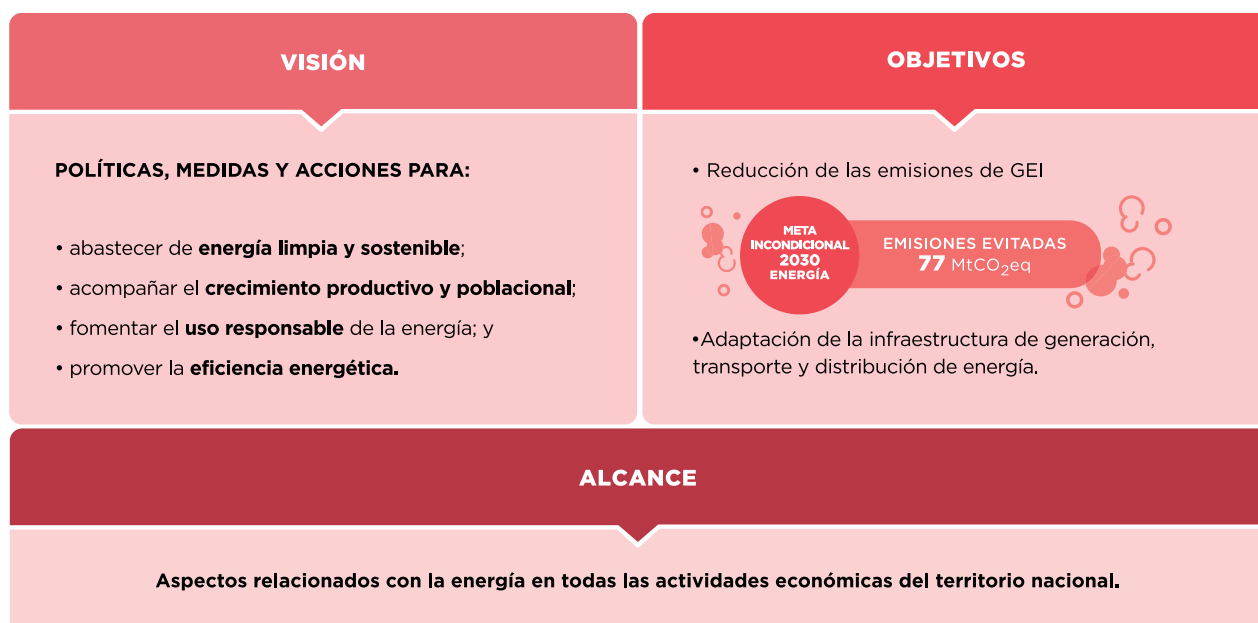 VISIÓN
POLÍTICAS, MEDIDAS Y ACCIONES PARA:
• abastecer de energía limpia y sostenible;
• acompañar el crecimiento productivo y poblacional;
• fomentar el uso responsable de la energía; y
• promover la eficiencia energética.
OBJETIVOS
• Reducción de las emisiones de GEI
META
INCONDICIONAL
2030
ENERGÍA
EMISIONES EVITADAS
77 MtCO₂eq
•Adaptación de la infraestructura de generación,
transporte y distribución de energía.
ALCANCE
Aspectos relacionados con la energía en todas las actividades económicas del territorio nacional.